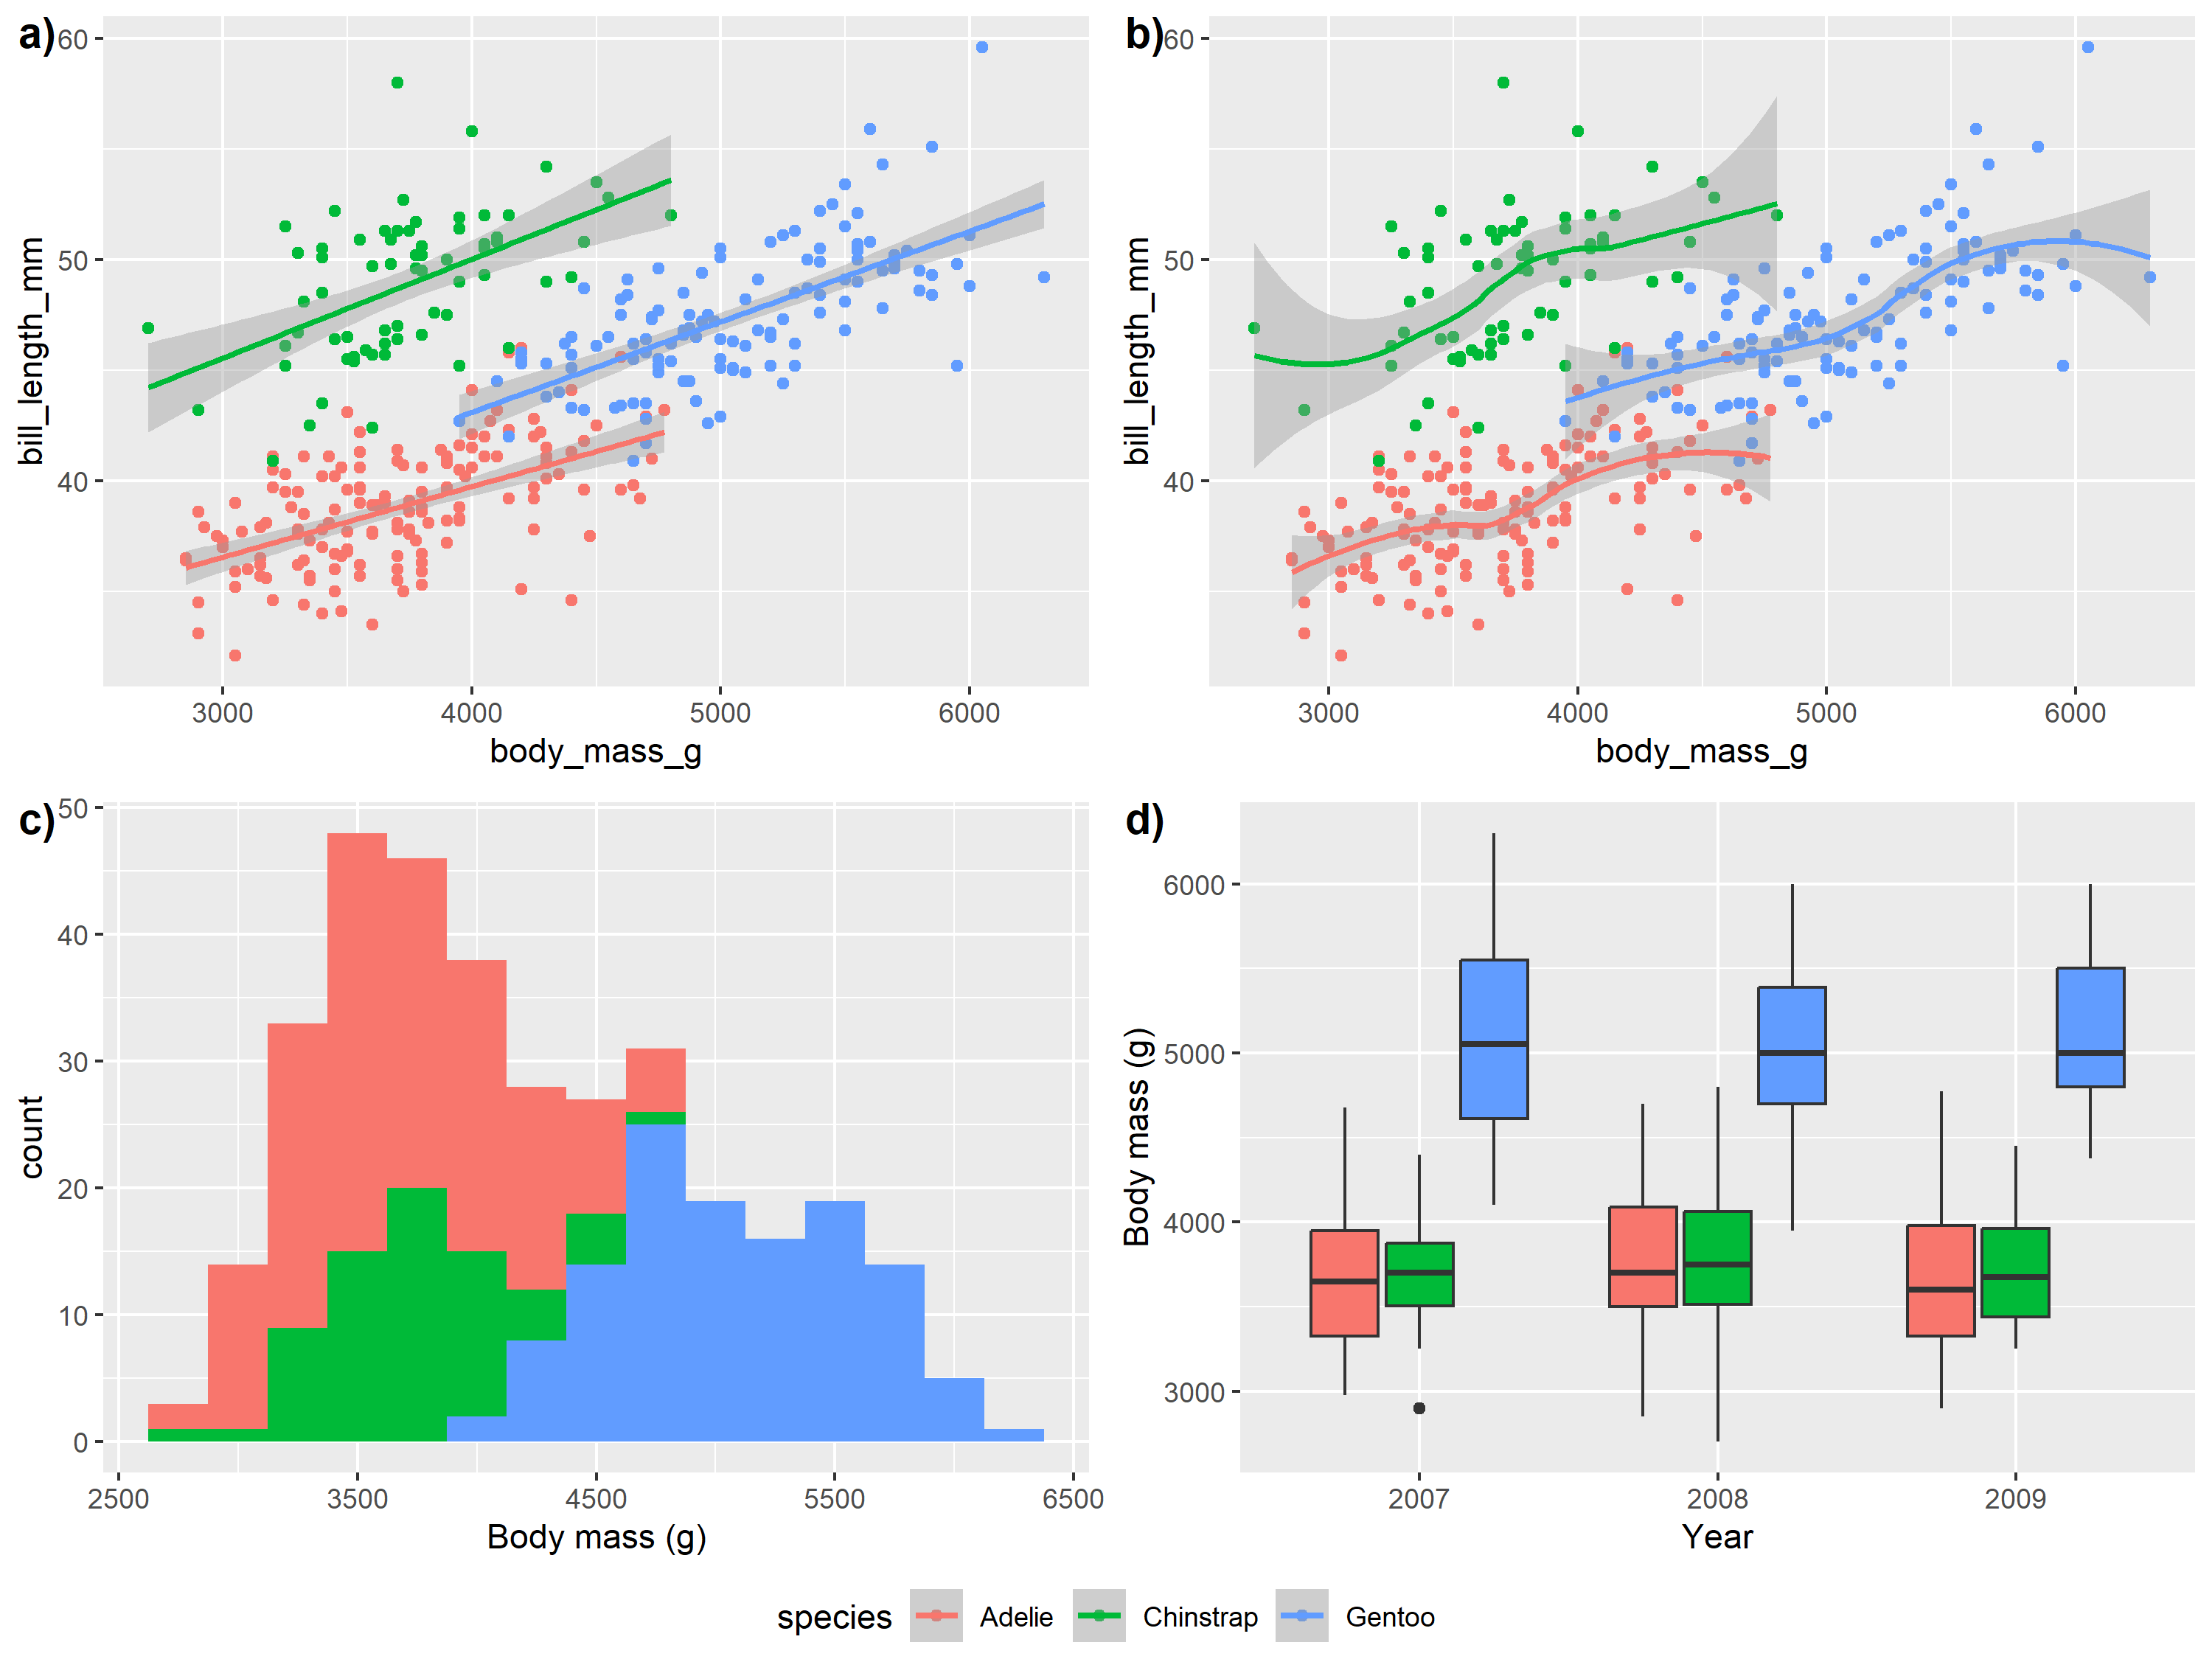 a)
60
50
40
bill_length_mm
3000 4000 5000 6000
body_mass_g
b)
60
50
40
bill_length_mm
3000 4000 5000 6000
body_mass_g
c)
50
40
30
20
10
0
count
2500 3500 4500 5500 6500
Body mass (g)
d)
6000
5000
4000
3000
Body mass (g)
2007 2008 2009
Year
species Adelie Chinstrap Gentoo